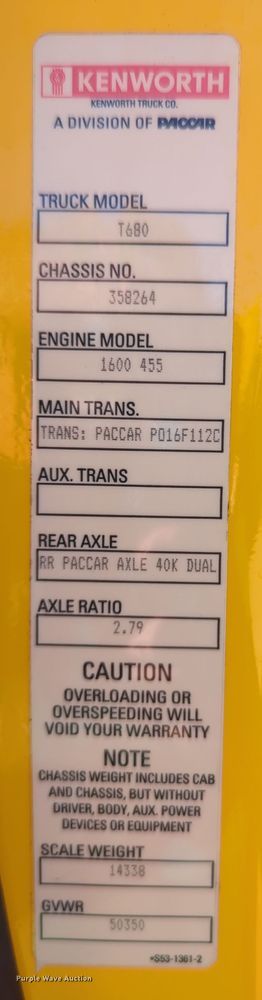 KENWORTH
KENWORTH TRUCK CO.
A DIVISION OF PACCAR
TRUCK MODEL
T680
CHASSIS NO.
358264
ENGINE MODEL
1600 455
MAIN TRANS.
TRANS: PACCAR PO16F112C
AUX. TRANS
REAR AXLE
RR PACCAR AXLE 40K DUAL
AXLE RATIO
2.79
CAUTION
OVERLOADING OR
OVERSPEEDING WILL
VOID YOUR WARRANTY
NOTE
CHASSIS WEIGHT INCLUDES CAB
AND CHASSIS, BUT WITHOUT
DRIVER, BODY, AUX. POWER
DEVICES OR EQUIPMENT
SCALE WEIGHT
14338
GVWR
50350
*S53-1361-2
Purple Wave Auction